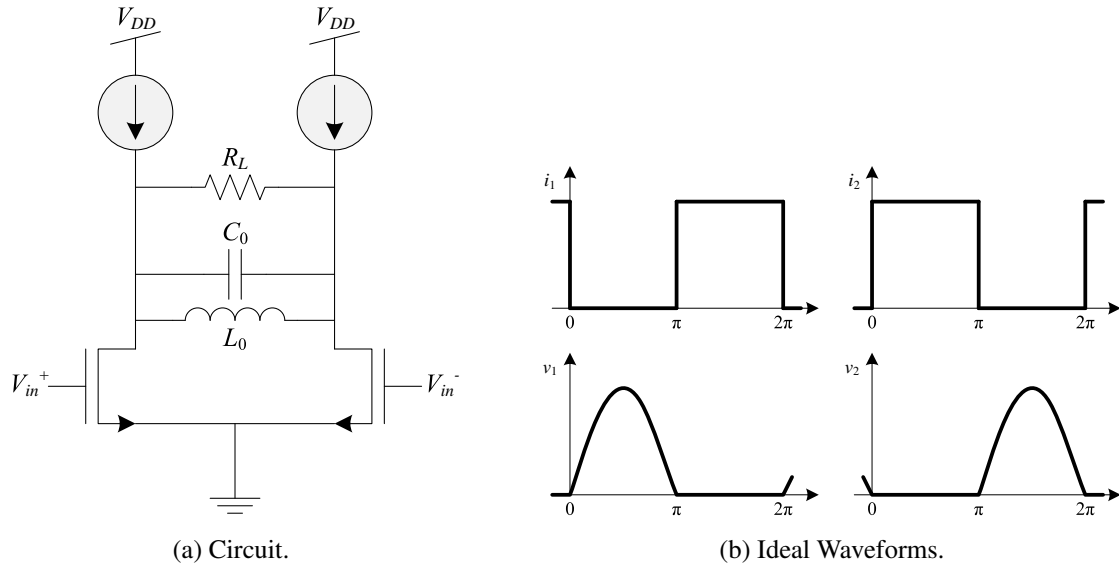 V_DD V_DD
R_L
C_0
L_0
V_in^+ V_in^-
(a) Circuit.
i_1 i_2
0 π 2π 0 π 2π
v_1 v_2
0 π 2π 0 π 2π
(b) Ideal Waveforms.